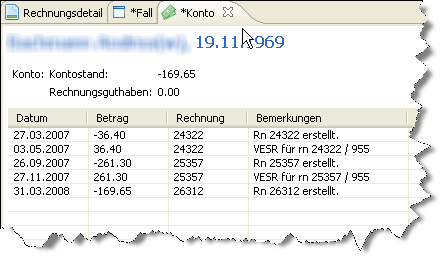 Rechnungsdetail *Fall *Konto
19.11.1969
Konto: Kontostand: -169.65
Rechnungsguthaben: 0.00
Datum Betrag Rechnung Bemerkungen
27.03.2007 -36.40 24322 Rn 24322 erstellt.
03.05.2007 36.40 24322 VESR für rn 24322 / 955
26.09.2007 -261.30 25357 Rn 25357 erstellt.
27.11.2007 261.30 25357 VESR für rn 25357 / 955
31.03.2008 -169.65 26312 Rn 26312 erstellt.